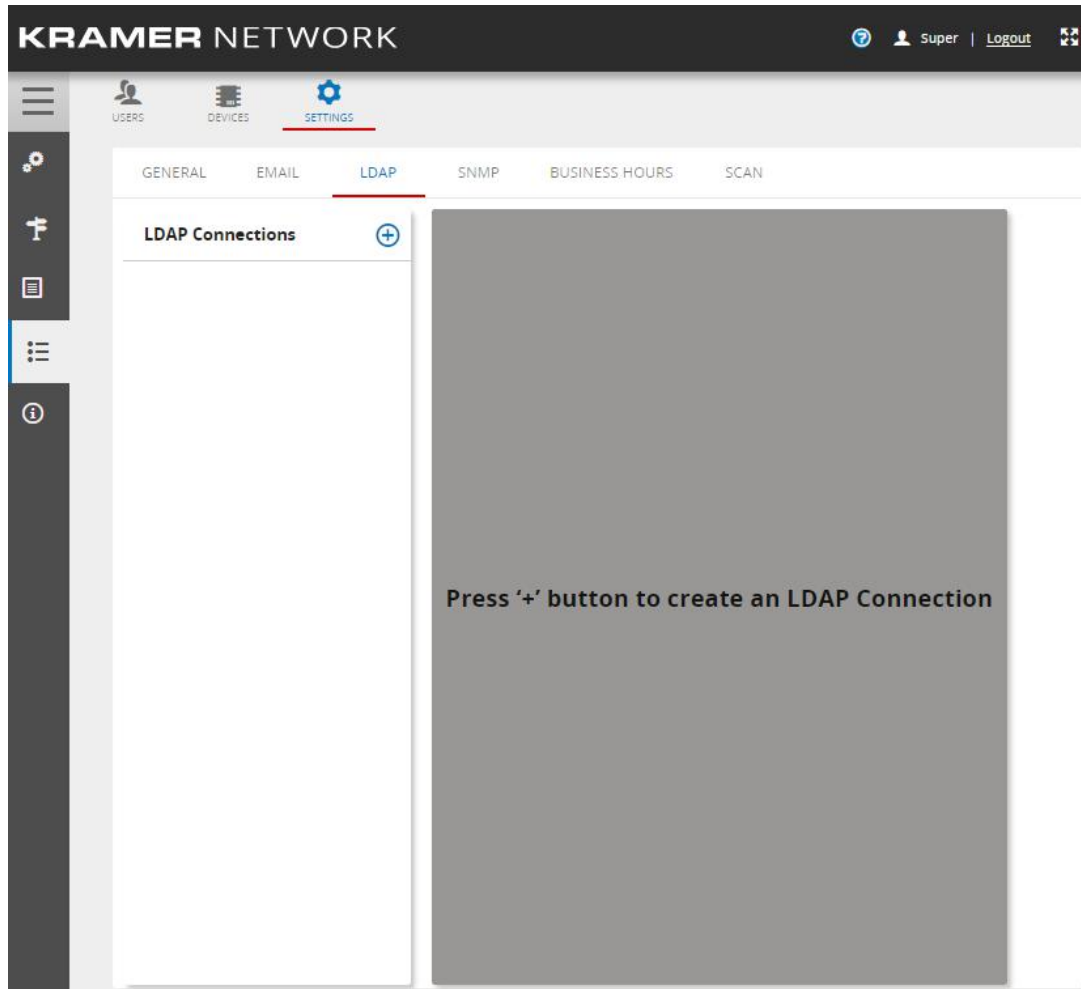 KRAMER NETWORK
Super | Logout
USERS DEVICES SETTINGS
GENERAL EMAIL LDAP SNMP BUSINESS HOURS SCAN
LDAP Connections
Press ‘+’ button to create an LDAP Connection